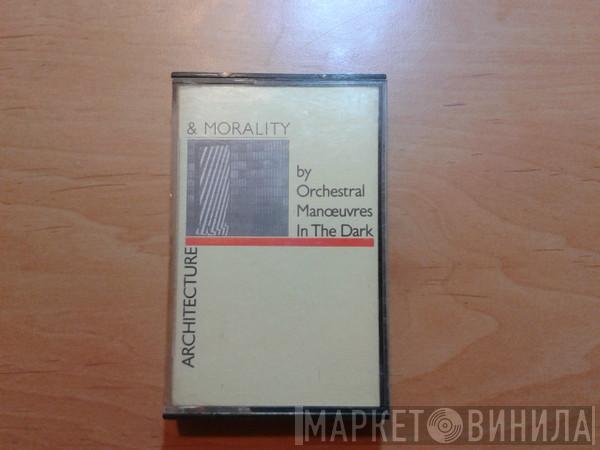 & MORALITY
ARCHITECTURE
by
Orchestral
Manœuvres
In The Dark
МАРКЕТ ВИНИЛА